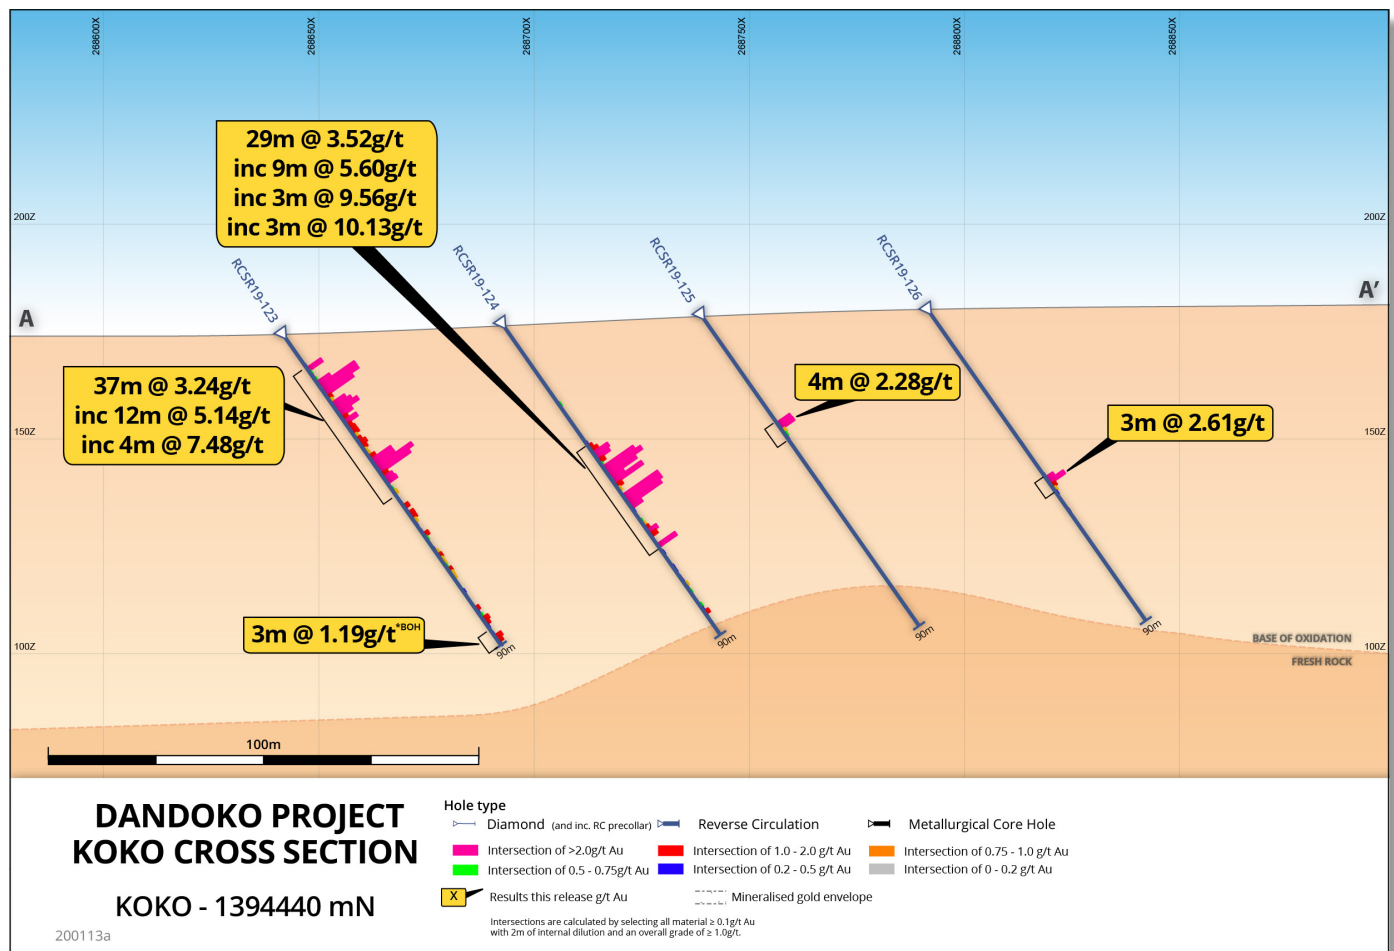 268600X
268650X
268700X
268750X
268800X
268850X
29m @ 3.52g/t
inc 9m @ 5.60g/t
inc 3m @ 9.56g/t
inc 3m @ 10.13g/t
200Z
200Z
RCSR19-123
RCSR19-124
RCSR19-125
RCSR19-126
A
A’
37m @ 3.24g/t
inc 12m @ 5.14g/t
inc 4m @ 7.48g/t
4m @ 2.28g/t
3m @ 2.61g/t
150Z
150Z
3m @ 1.19g/t*BOH
90m
90m
90m
90m
100Z
100Z
BASE OF OXIDATION
FRESH ROCK
100m
DANDOKO PROJECT
KOKO CROSS SECTION
KOKO - 1394440 mN
200113a
Hole type
Diamond (and inc. RC precollar)
Reverse Circulation
Metallurgical Core Hole
Intersection of >2.0g/t Au
Intersection of 1.0 - 2.0 g/t Au
Intersection of 0.75 - 1.0 g/t Au
Intersection of 0.5 - 0.75g/t Au
Intersection of 0.2 - 0.5 g/t Au
Intersection of 0 - 0.2 g/t Au
X
Results this release g/t Au
Mineralised gold envelope
Intersections are calculated by selecting all material ≥ 0.1g/t Au
with 2m of internal dilution and an overall grade of ≥ 1.0g/t.